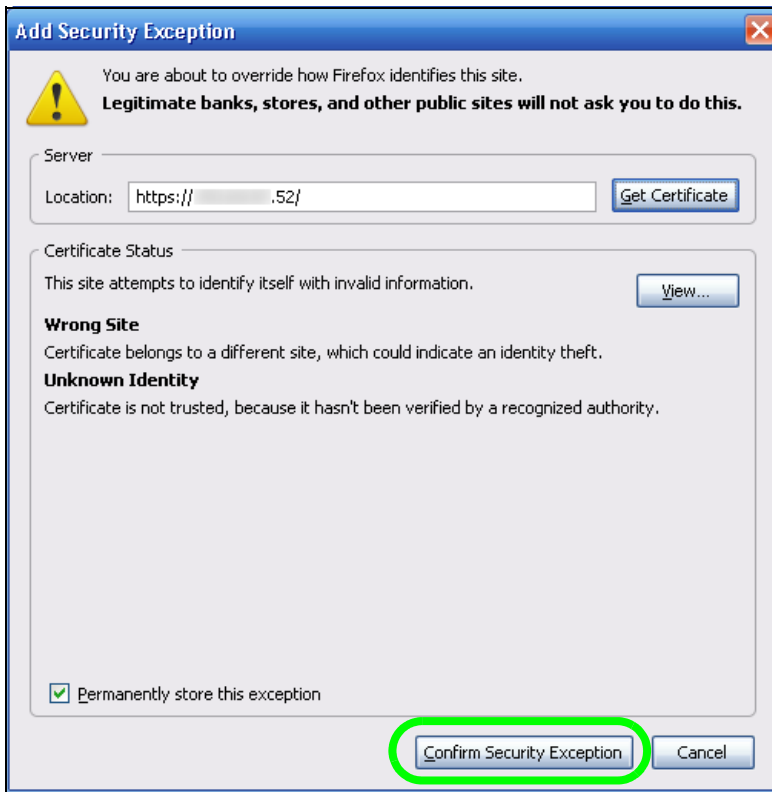 Add Security Exception
You are about to override how Firefox identifies this site.
Legitimate banks, stores, and other public sites will not ask you to do this.
Server
Location: https:// .52/ Get Certificate
Certificate Status
This site attempts to identify itself with invalid information.
View...
Wrong Site
Certificate belongs to a different site, which could indicate an identity theft.
Unknown Identity
Certificate is not trusted, because it hasn't been verified by a recognized authority.
Permanently store this exception
Confirm Security Exception Cancel